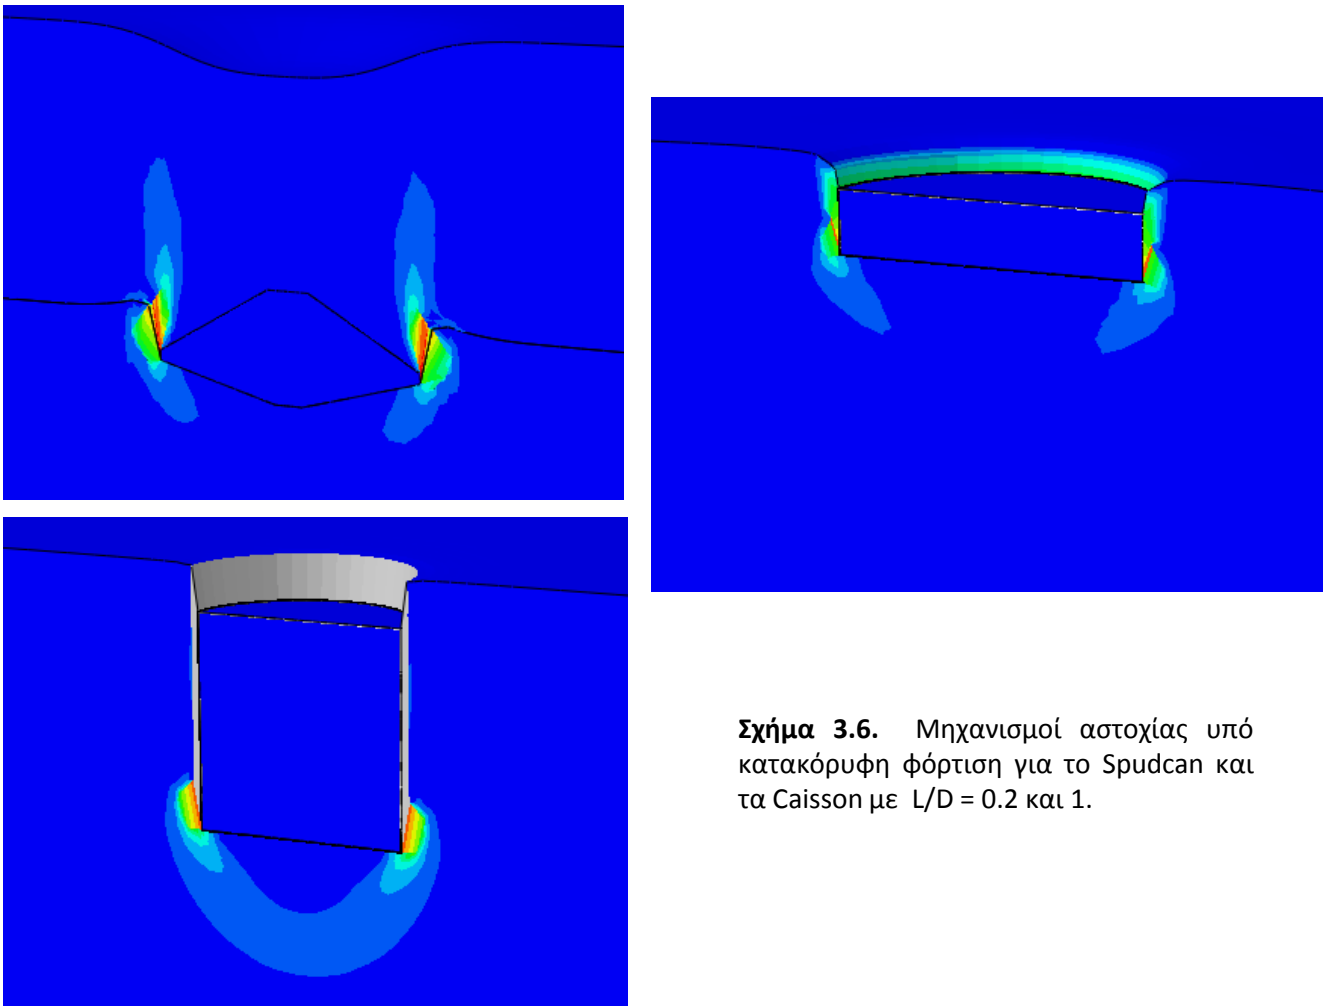 Σχήμα 3.6. Μηχανισμοί αστοχίας υπό
κατακόρυφη φόρτιση για το Spudcan και
τα Caisson με L/D = 0.2 και 1.